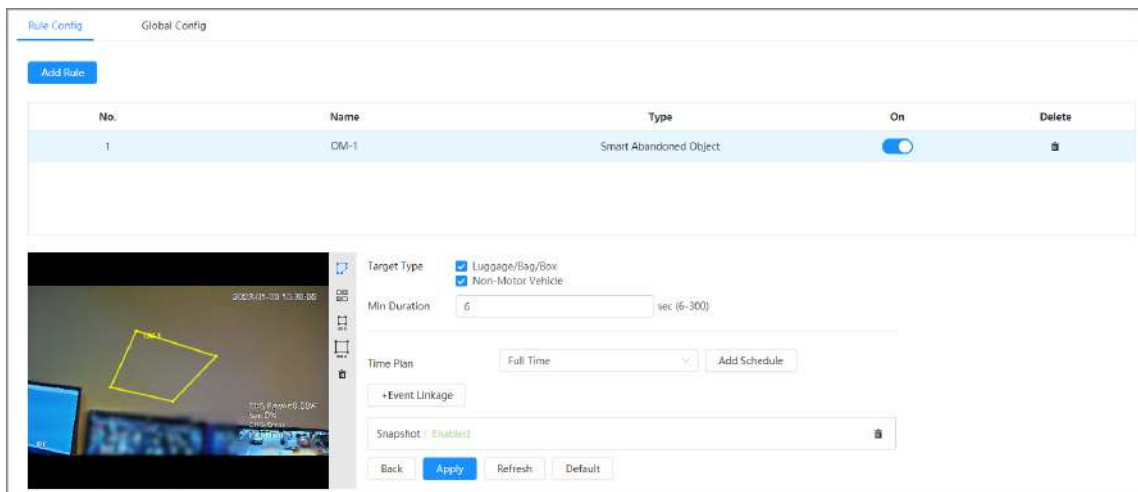 Rule Config Global Config
Add Rule
No. Name Type On Delete
1 OM-1 Smart Abandoned Object
Target Type Luggage/Bag/Box
Non-Motor Vehicle
Min Duration 6 sec (6-300)
OM-1
Time Plan Full Time Add Schedule
+Event Linkage
Snapshot Enabled
Back Apply Refresh Default